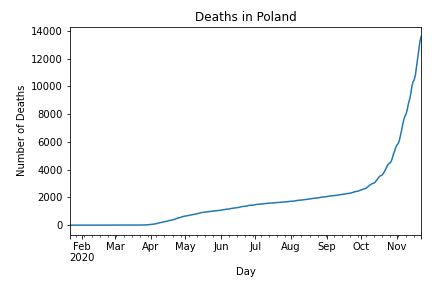 Deaths in Poland
Number of Deaths
14000
12000
10000
8000
6000
4000
2000
0
Feb Mar Apr May Jun Jul Aug Sep Oct Nov
2020
Day